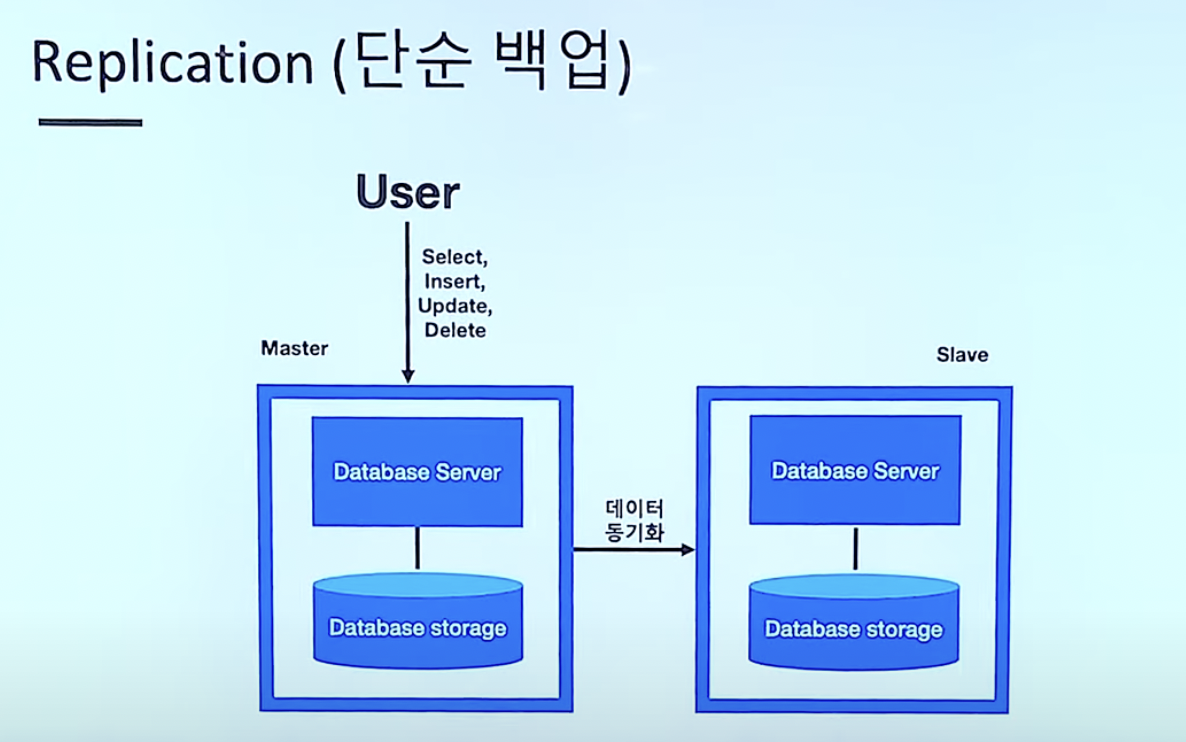 Replication (단순 백업)
User
Select,
Insert,
Update,
Delete
Master
Slave
Database Server
Database Server
데이터
동기화
Database storage
Database storage